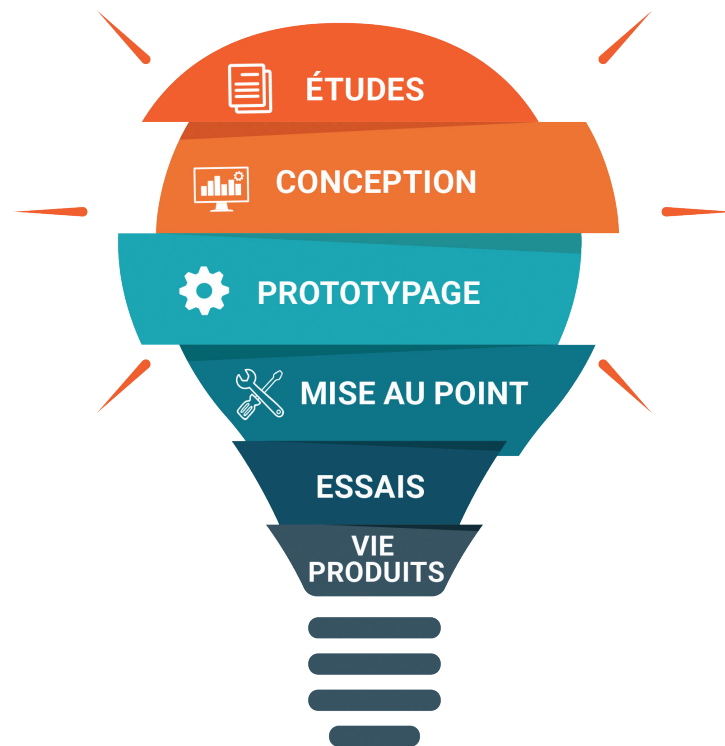 ÉTUDES
CONCEPTION
PROTOTYPAGE
MISE AU POINT
ESSAIS
VIE
PRODUITS